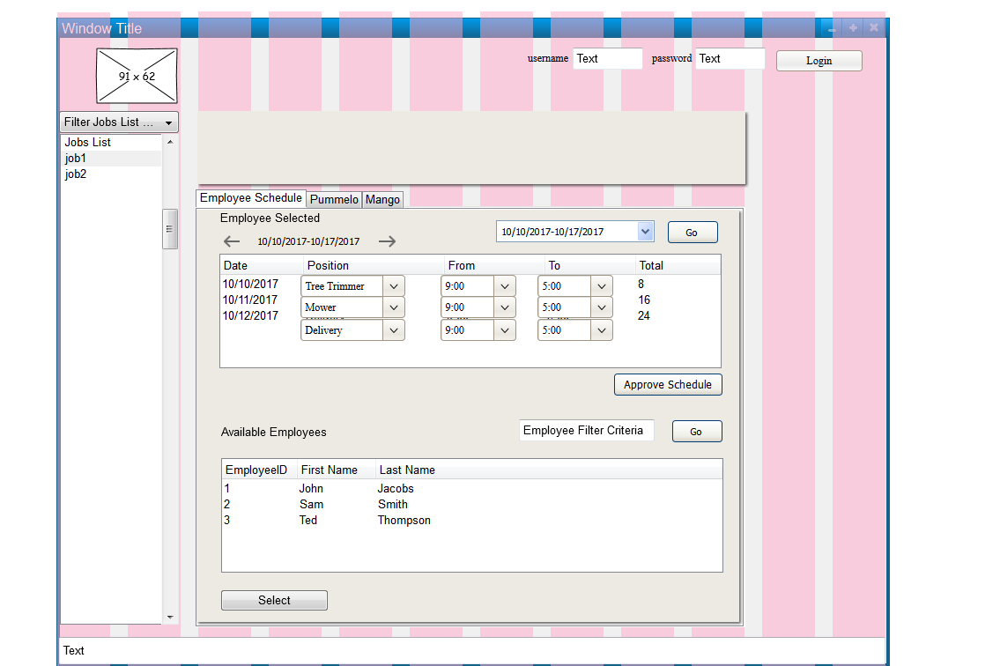 Window Title
91 x 62
username Text password Text Login
Filter Jobs List ...
Jobs List
job1
job2
Employee Schedule Pummelo Mango
Employee Selected
10/10/2017-10/17/2017
10/10/2017-10/17/2017 Go
Date Position From To Total
10/10/2017 Tree Trimmer 9:00 5:00 8
10/11/2017 Mower 9:00 5:00 16
10/12/2017 Delivery 9:00 5:00 24
Approve Schedule
Available Employees Employee Filter Criteria Go
EmployeeID First Name Last Name
1 John Jacobs
2 Sam Smith
3 Ted Thompson
Select
Text